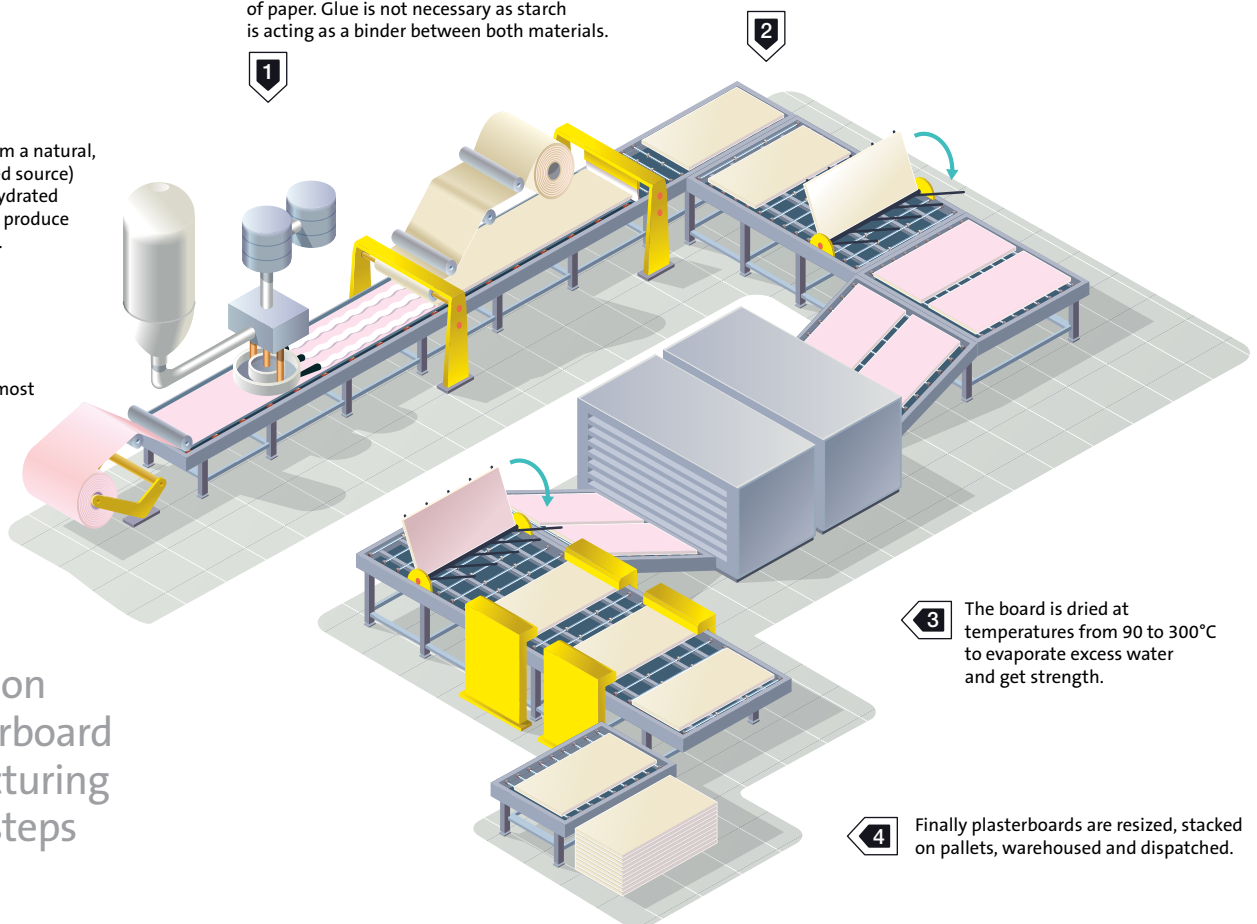 of paper. Glue is not necessary as starch
is acting as a binder between both materials.
1
2
m a natural,
d source)
ydrated
produce
.
most
3
The board is dried at
temperatures from 90 to 300°C
to evaporate excess water
and get strength.
on
rboard
cturing
steps
4
Finally plasterboards are resized, stacked
on pallets, warehoused and dispatched.